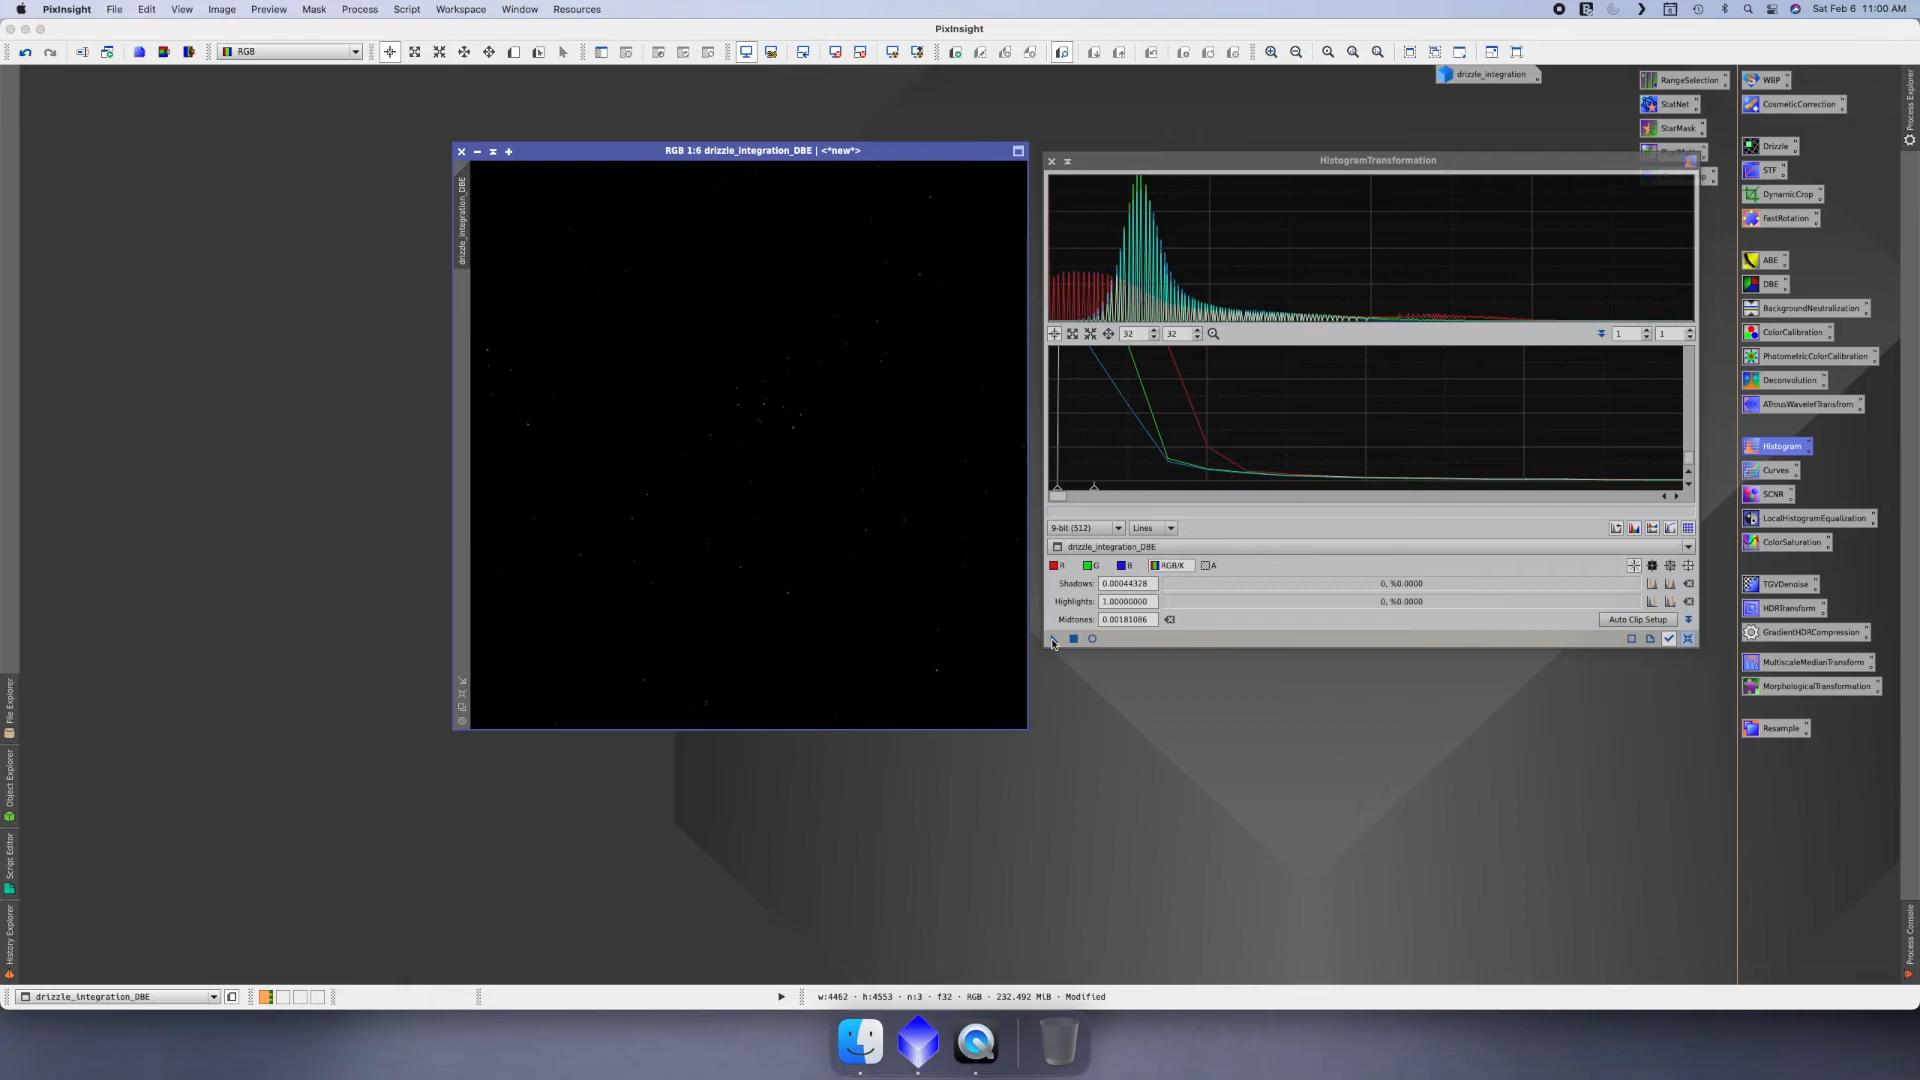 PixInsight File Edit View Image Preview Mask Process Script Workspace Window Resources
Sat Feb 6 11:00 AM
PixInsight
RGB
drizzle_integration
RangeSelection
StatNet
StarMask
WBP
CosmeticCorrection
Drizzle
STF
DynamicCrop
FastRotation
ABE
DBE
BackgroundNeutralization
ColorCalibration
PhotometricColorCalibration
Deconvolution
ATrousWaveletTransfrom
Histogram
Curves
SCNR
LocalHistogramEqualization
ColorSaturation
TGVDenoise
HDRTransform
GradientHDRCompression
MultiscaleMedianTransform
MorphologicalTransformation
Resample
Process Explorer
Process Console
RGB 1:6 drizzle_integration_DBE | <*new*>
drizzle_integration_DBE
HistogramTransformation
32 32 1 1
9-bit (512) Lines
drizzle_integration_DBE
R G B RGB/K A
Shadows: 0.00044328 0, %0.0000
Highlights: 1.00000000 0, %0.0000
Midtones: 0.00181086 Auto Clip Setup
File Explorer
Object Explorer
Script Editor
History Explorer
drizzle_integration_DBE
w:4462 · h:4553 · n:3 · f32 · RGB · 232.492 MiB · Modified